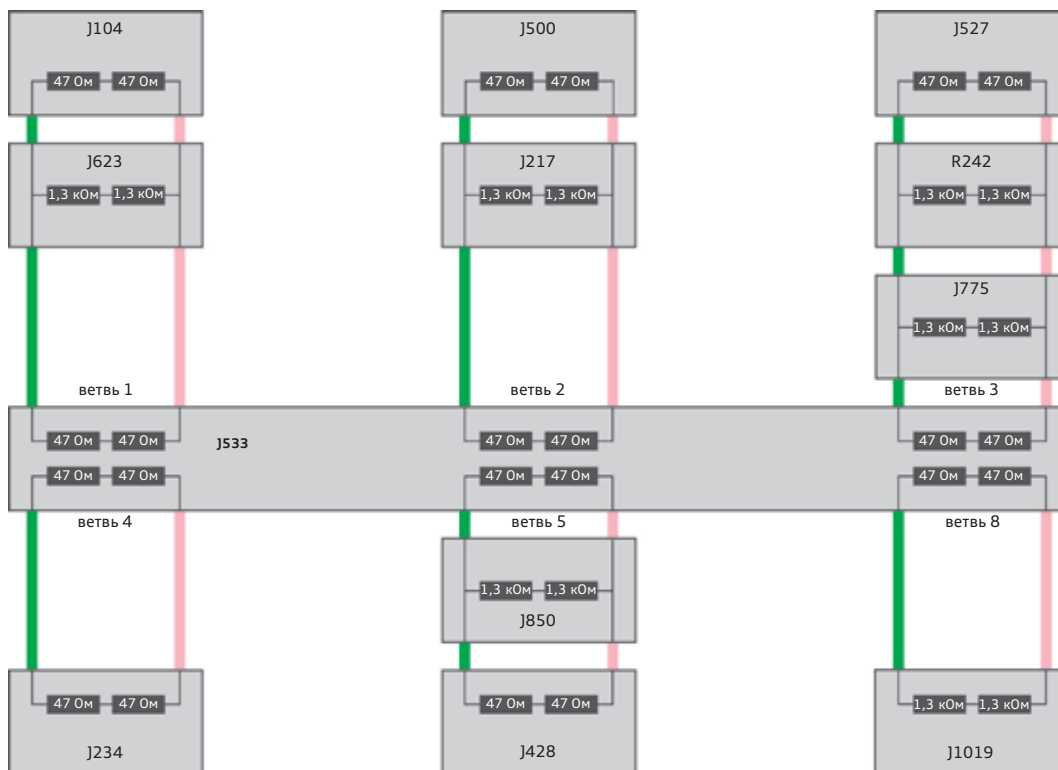 J104
J500
J527
47 Ом 47 Ом
47 Ом 47 Ом
47 Ом 47 Ом
J623
J217
R242
1,3 кОм 1,3 кОм
1,3 кОм 1,3 кОм
1,3 кОм 1,3 кОм
J775
1,3 кОм 1,3 кОм
ветвь 1
ветвь 2
ветвь 3
47 Ом 47 Ом
J533
47 Ом 47 Ом
47 Ом 47 Ом
47 Ом 47 Ом
47 Ом 47 Ом
47 Ом 47 Ом
ветвь 4
ветвь 5
ветвь 8
1,3 кОм 1,3 кОм
J850
47 Ом 47 Ом
47 Ом 47 Ом
1,3 кОм 1,3 кОм
J234
J428
J1019